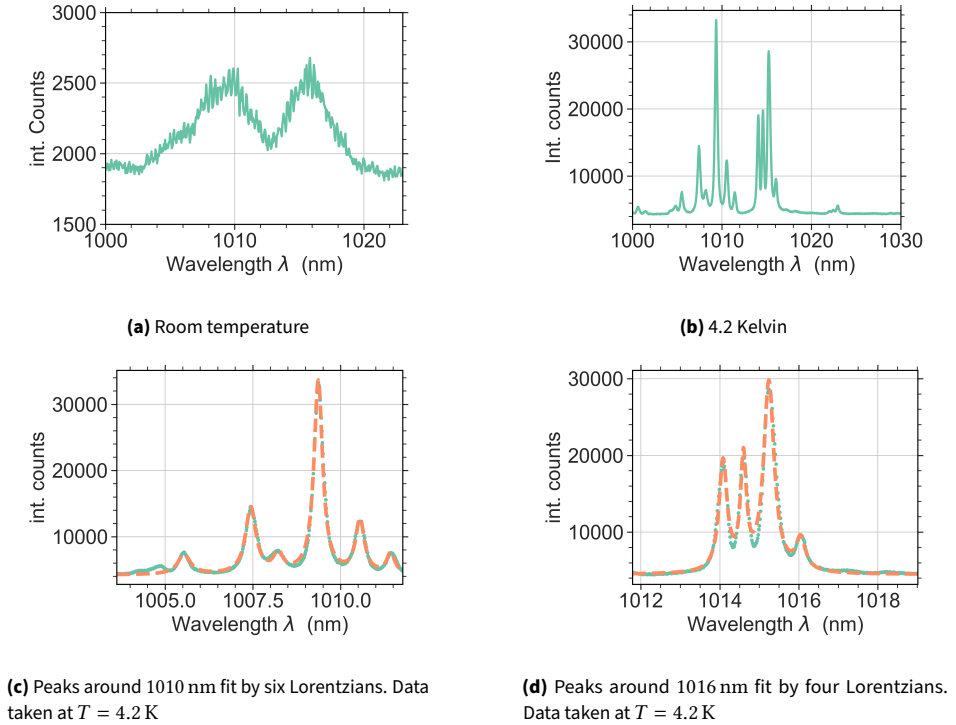 3000
2500
2000
1500
int. Counts
1000
1010
1020
Wavelength λ (nm)
(a) Room temperature
30000
20000
10000
Int. counts
1000
1010
1020
1030
Wavelength λ (nm)
(b) 4.2 Kelvin
30000
20000
10000
int. counts
1005.0
1007.5
1010.0
Wavelength λ (nm)
(c) Peaks around 1010 nm fit by six Lorentzians. Data
taken at T = 4.2 K
30000
20000
10000
int. counts
1012
1014
1016
1018
Wavelength λ (nm)
(d) Peaks around 1016 nm fit by four Lorentzians.
Data taken at T = 4.2 K